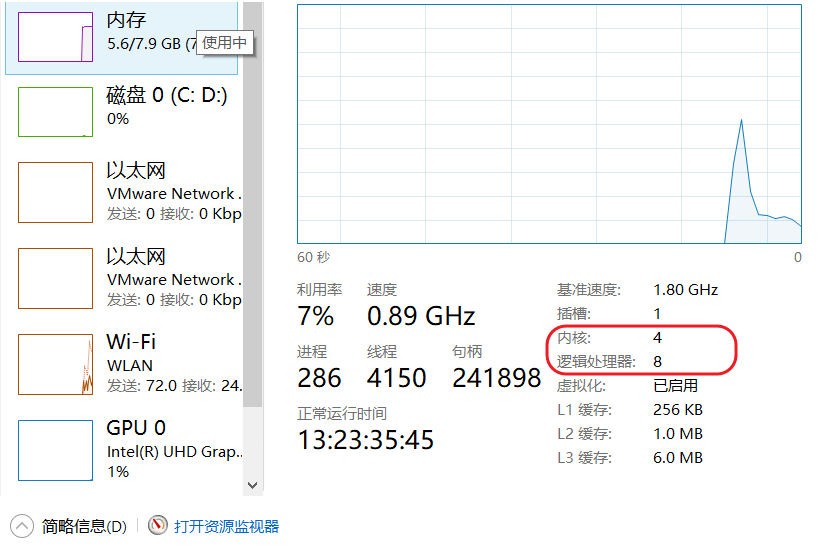 内存
5.6/7.9 GB (7
使用中
磁盘 0 (C: D:)
0%
以太网
VMware Network .
发送: 0 接收: 0 Kbp
以太网
VMware Network .
发送: 0 接收: 0 Kbp
Wi-Fi
WLAN
发送: 72.0 接收: 24.
GPU 0
Intel(R) UHD Grap..
1%
60 秒
0
利用率 速度
7% 0.89 GHz
进程 线程 句柄
286 4150 241898
正常运行时间
13:23:35:45
基准速度: 1.80 GHz
插槽: 1
内核: 4
逻辑处理器: 8
虚拟化: 已启用
L1 缓存: 256 KB
L2 缓存: 1.0 MB
L3 缓存: 6.0 MB
简略信息(D)
打开资源监视器